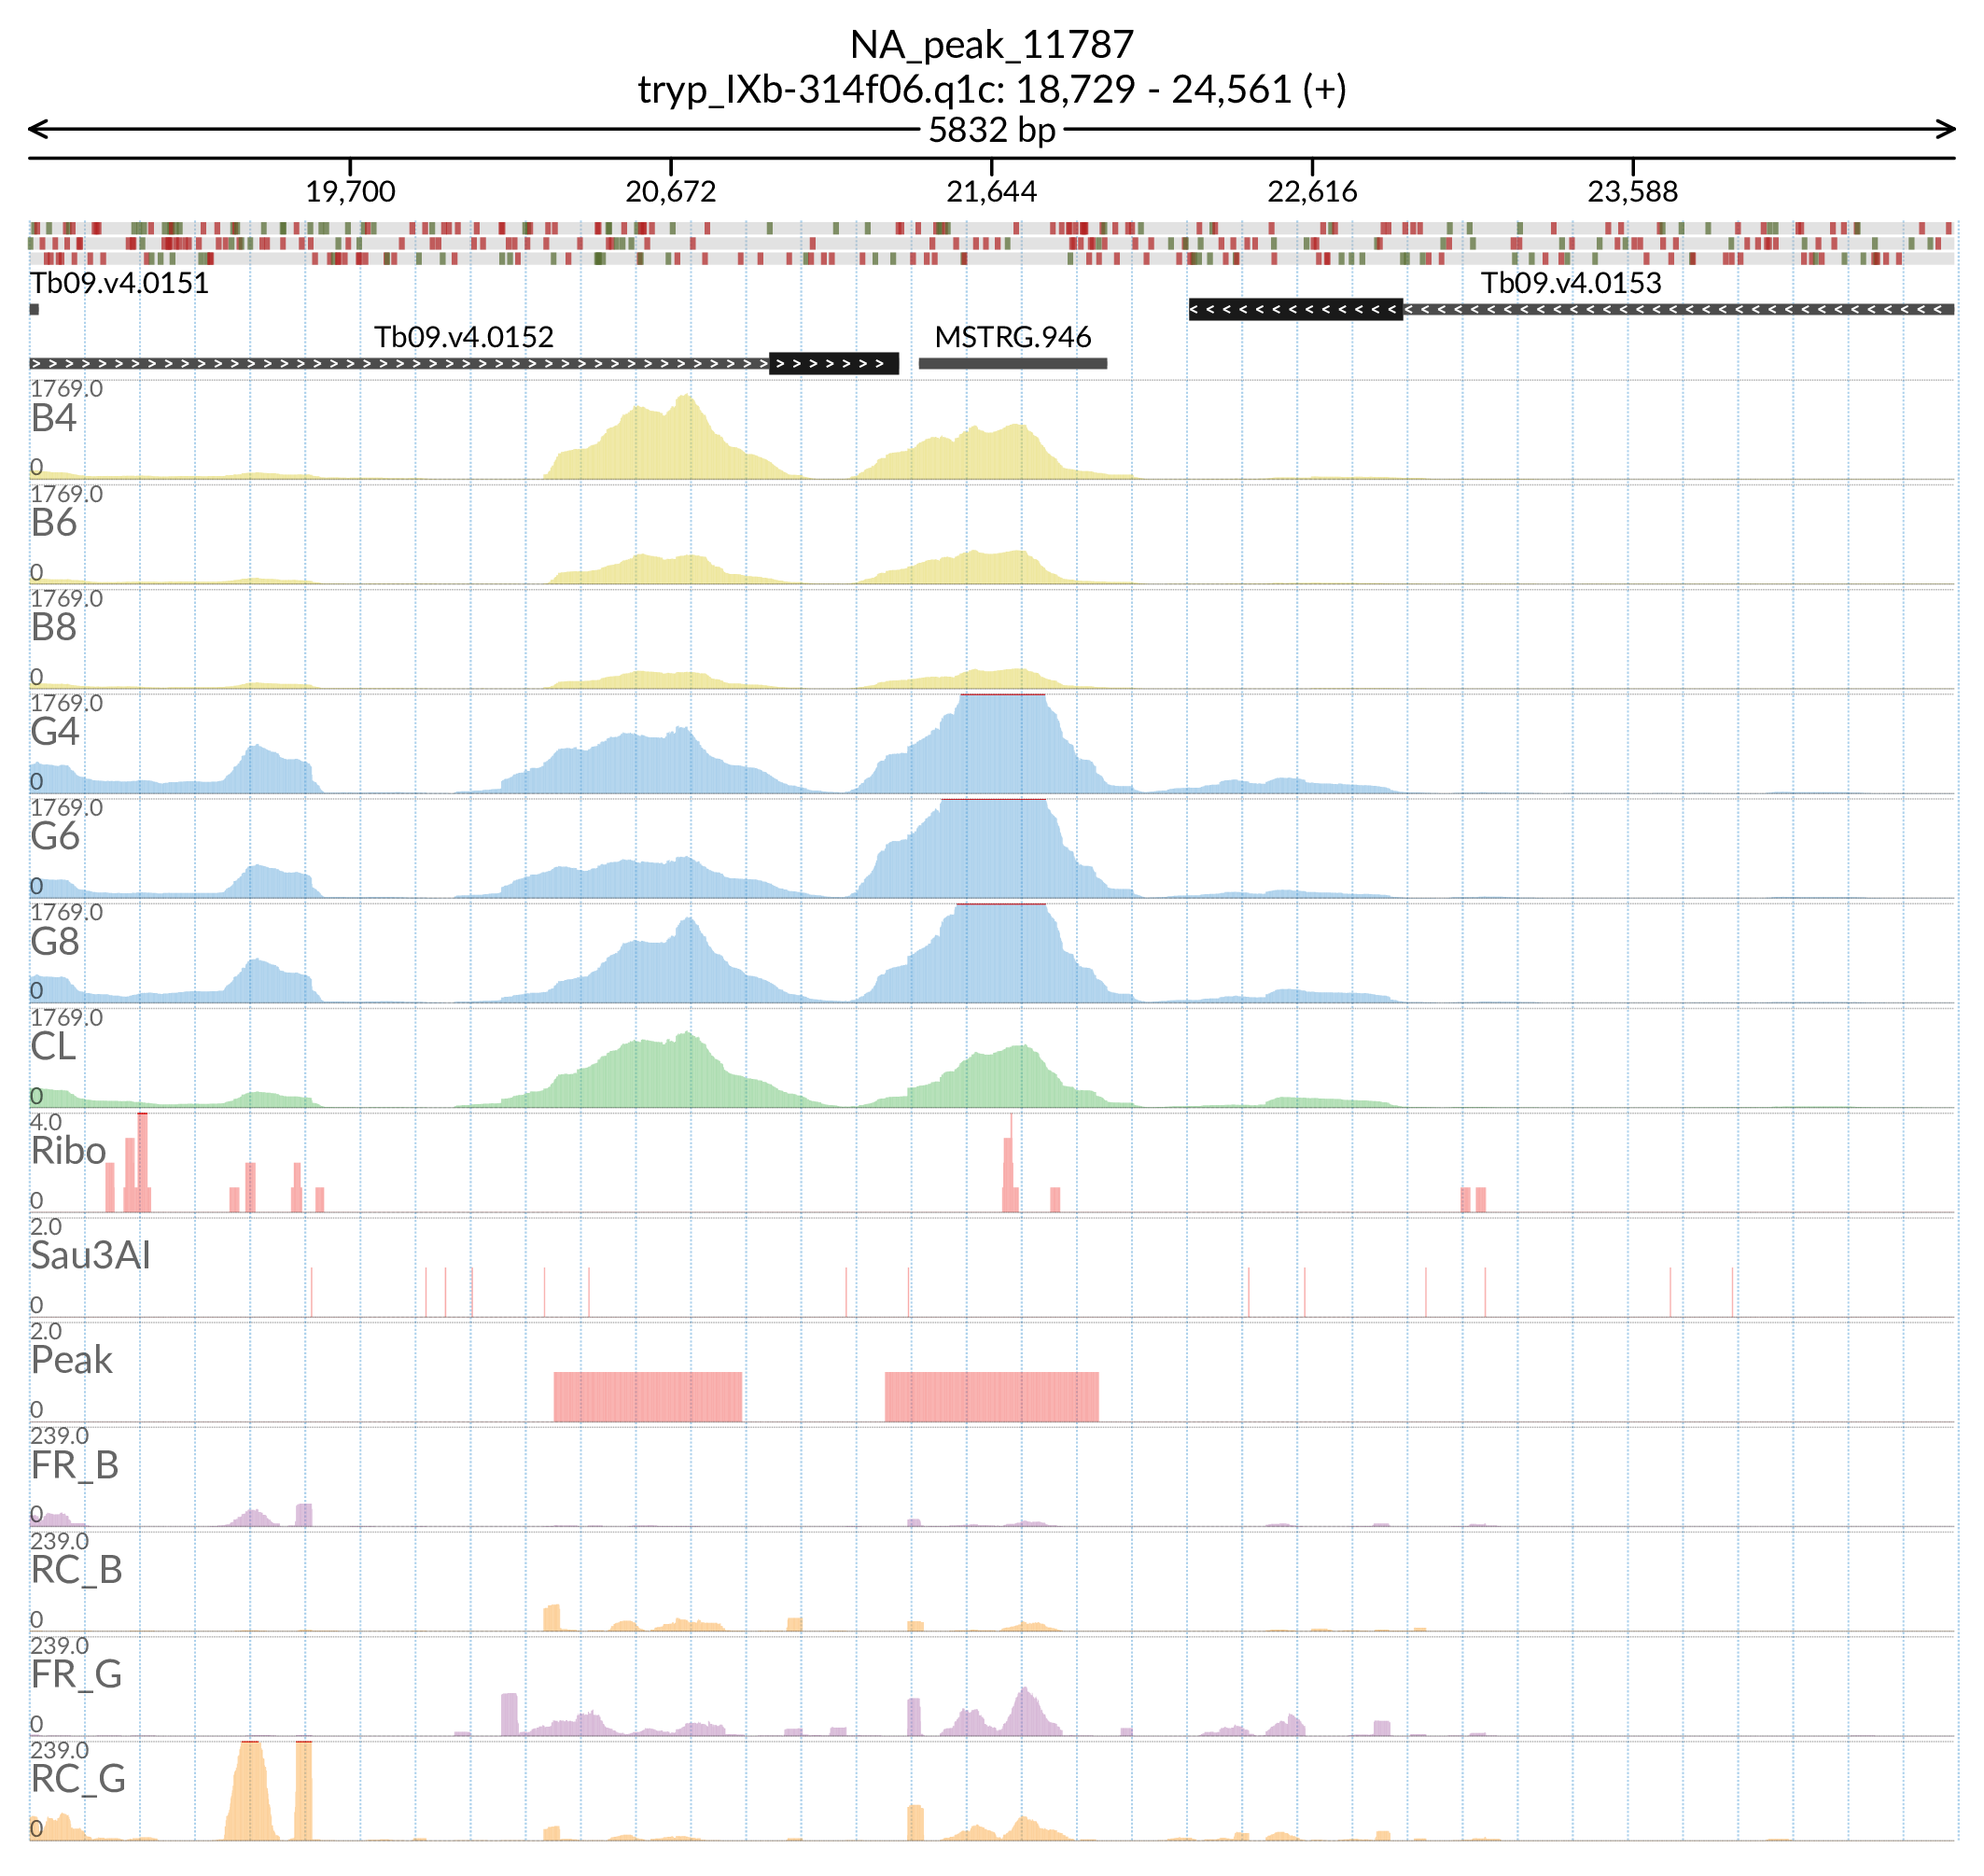 NA_peak_11787
tryp_IXb-314f06.q1c: 18,729 - 24,561 (+)
5832 bp
19,700 20,672 21,644 22,616 23,588
Tb09.v4.0151 Tb09.v4.0153
Tb09.v4.0152 MSTRG.946
1769.0
B4
0
1769.0
B6
0
1769.0
B8
0
1769.0
G4
0
1769.0
G6
0
1769.0
G8
0
1769.0
CL
0
4.0
Ribo
0
2.0
Sau3AI
0
2.0
Peak
0
239.0
FR_B
0
239.0
RC_B
0
239.0
FR_G
0
239.0
RC_G
0